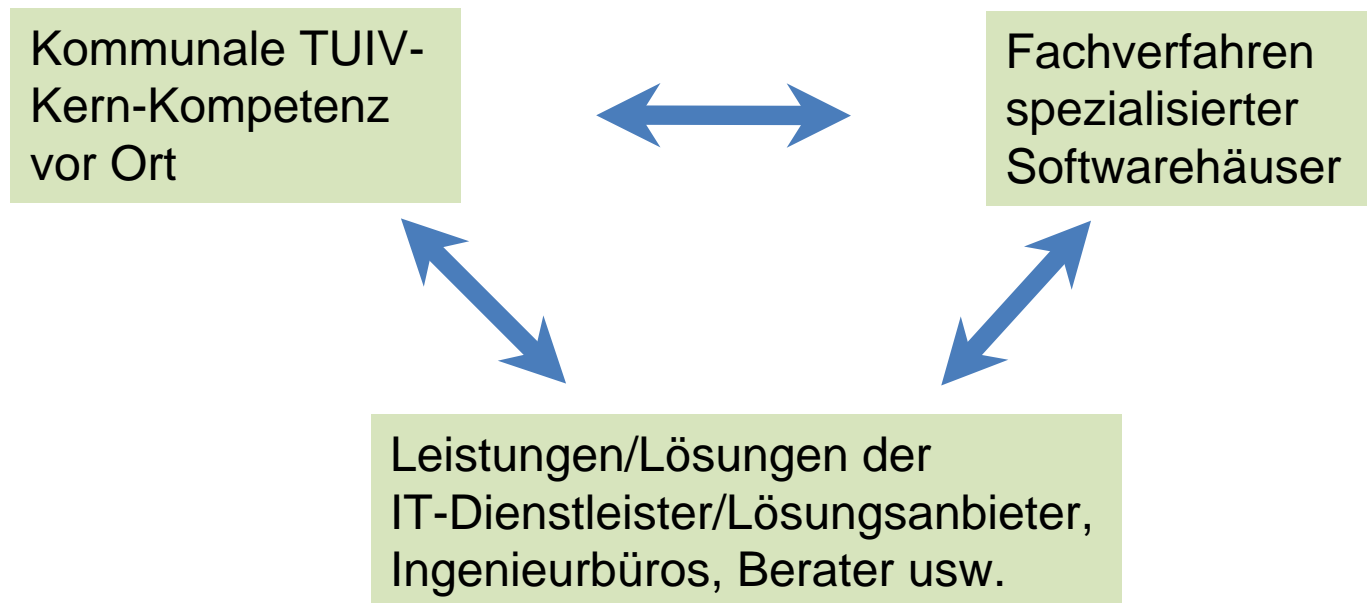 Kommunale TUIV-
Kern-Kompetenz
vor Ort
Fachverfahren
spezialisierter
Softwarehäuser
Leistungen/Lösungen der
IT-Dienstleister/Lösungsanbieter,
Ingenieurbüros, Berater usw.